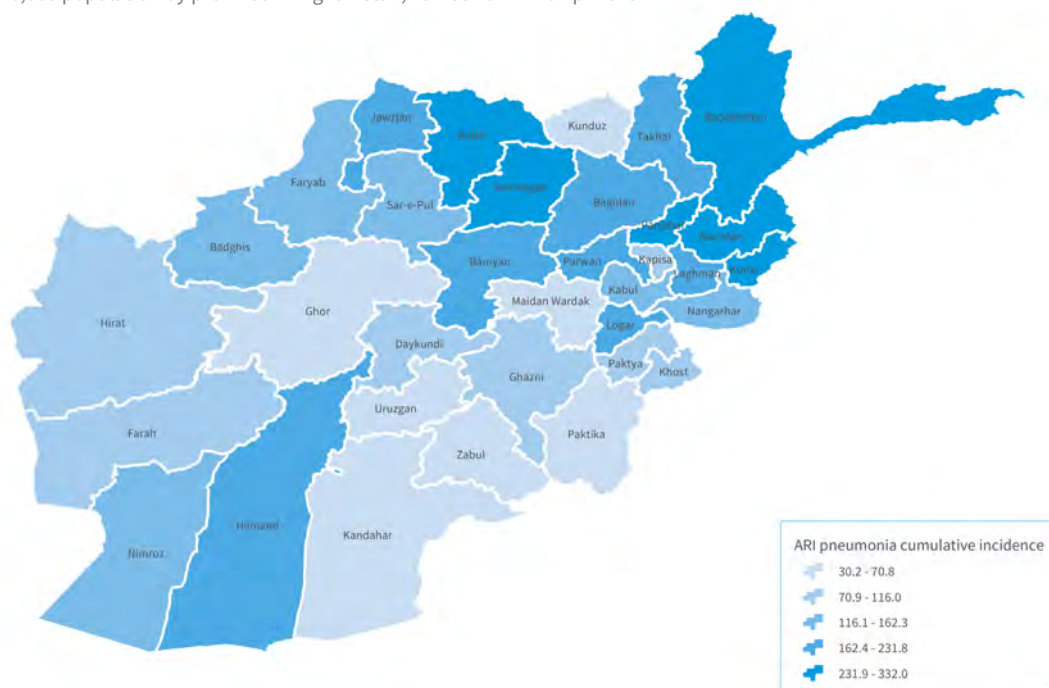 Jawzjan
Balkh
Kunduz
Takhar
Badakhshan
Faryab
Sar-e-Pul
Samangan
Baghlan
Panjsher
Nuristan
Badghis
Bamyan
Parwan
Kapisa
Laghman
Kunar
Hirat
Ghor
Maidan Wardak
Kabul
Nangarhar
Logar
Daykundi
Ghazni
Paktya
Khost
Uruzgan
Farah
Zabul
Paktika
Nimroz
Hilmand
Kandahar
ARI pneumonia cumulative incidence
30.2 - 70.8
70.9 - 116.0
116.1 - 162.3
162.4 - 231.8
231.9 - 332.0